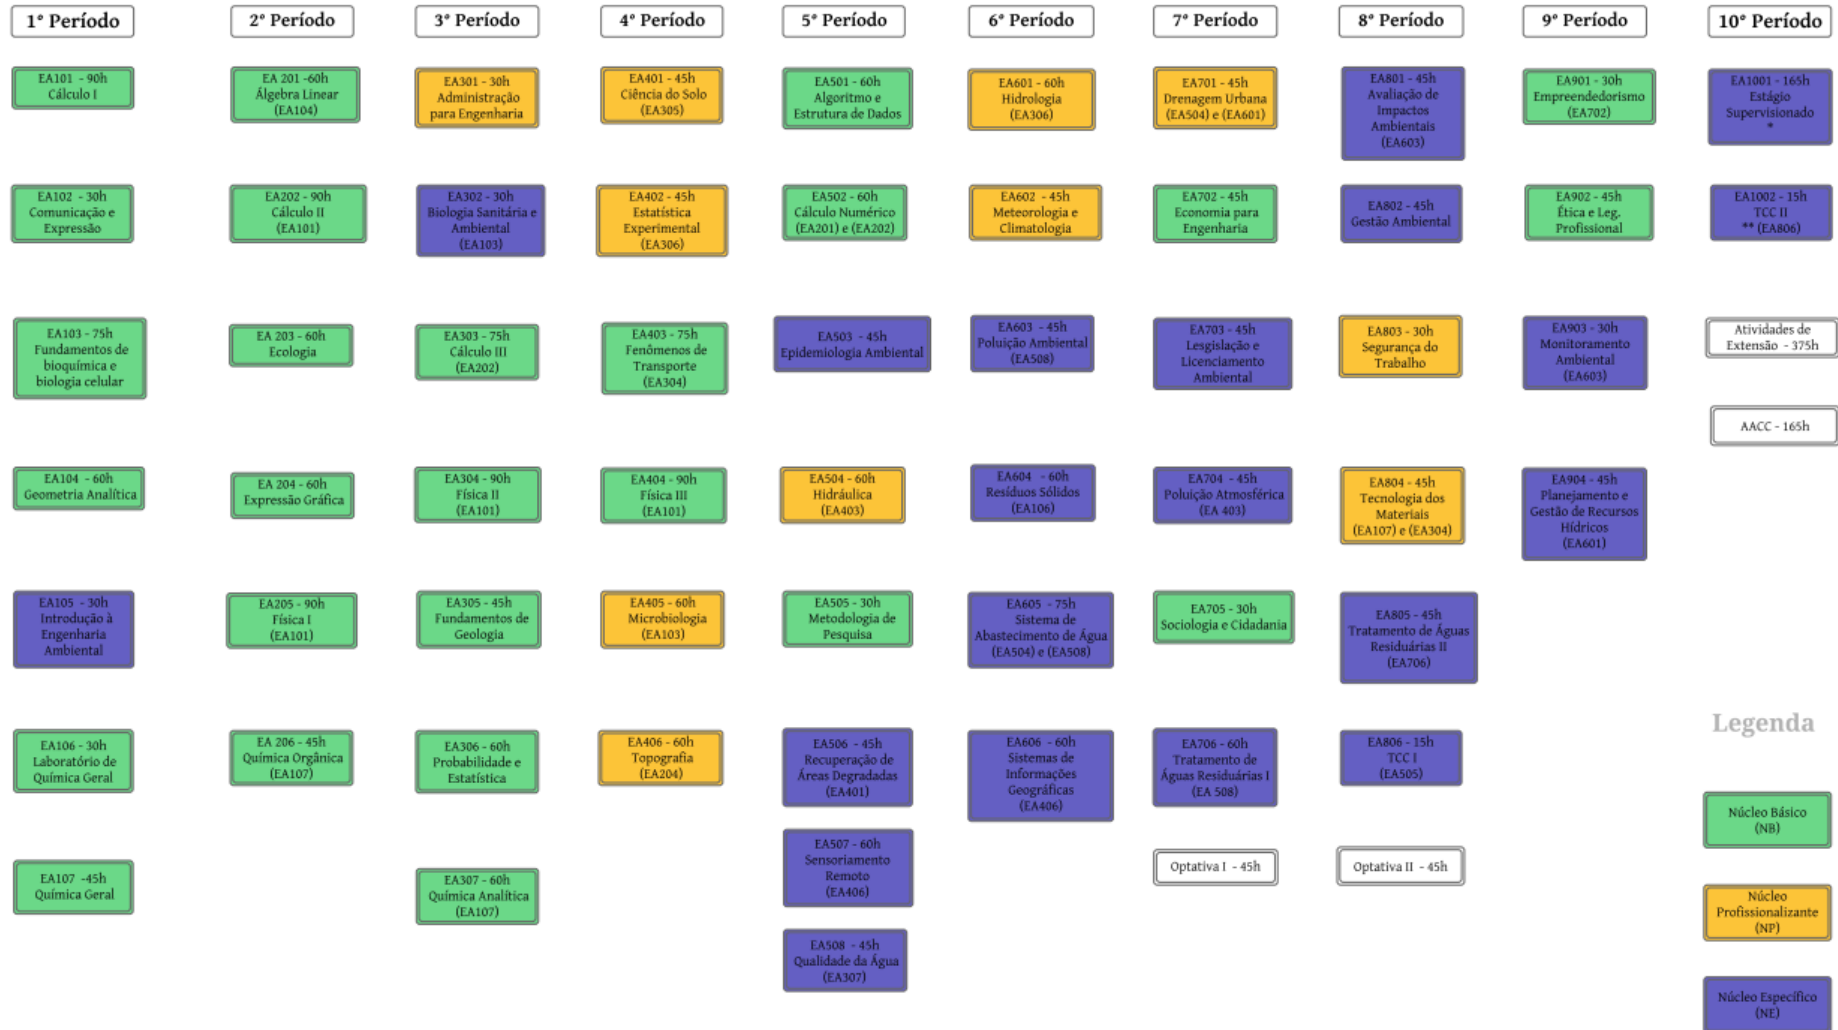 1° Período
2° Período
3° Período
4° Período
5° Período
6° Período
7° Período
8° Período
9° Período
10° Período
EA101 - 90h
Cálculo I
EA102 - 30h
Comunicação e
Expressão
EA103 - 75h
Fundamentos de
bioquímica e
biologia celular
EA104 - 60h
Geometria Analítica
EA105 - 30h
Introdução à
Engenharia
Ambiental
EA106 - 30h
Laboratório de
Química Geral
EA107 -45h
Química Geral
EA 201 -60h
Álgebra Linear
(EA104)
EA202 - 90h
Cálculo II
(EA101)
EA 203 - 60h
Ecologia
EA 204 - 60h
Expressão Gráfica
EA205 - 90h
Física I
(EA101)
EA 206 - 45h
Química Orgânica
(EA107)
EA301 - 30h
Administração
para Engenharia
EA302 - 30h
Biologia Sanitária e
Ambiental
(EA103)
EA303 - 75h
Cálculo III
(EA202)
EA304 - 90h
Física II
(EA101)
EA305 - 45h
Fundamentos de
Geologia
EA306 - 60h
Probabilidade e
Estatística
EA307 - 60h
Química Analítica
(EA107)
EA401 - 45h
Ciência do Solo
(EA305)
EA402 - 45h
Estatística
Experimental
(EA306)
EA403 - 75h
Fenômenos de
Transporte
(EA304)
EA404 - 90h
Física III
(EA101)
EA405 - 60h
Microbiologia
(EA103)
EA406 - 60h
Topografia
(EA204)
EA501 - 60h
Algoritmo e
Estrutura de Dados
EA502 - 60h
Cálculo Numérico
(EA201) e (EA202)
EA503 - 45h
Epidemiologia Ambiental
EA504 - 60h
Hidráulica
(EA403)
EA505 - 30h
Metodologia de
Pesquisa
EA506 - 45h
Recuperação de
Áreas Degradadas
(EA401)
EA507 - 60h
Sensoriamento
Remoto
(EA406)
EA508 - 45h
Qualidade da Água
(EA307)
EA601 - 60h
Hidrologia
(EA306)
EA602 - 45h
Meteorologia e
Climatologia
EA603 - 45h
Poluição Ambiental
(EA508)
EA604 - 60h
Resíduos Sólidos
(EA106)
EA605 - 75h
Sistema de
Abastecimento de Água
(EA504) e (EA508)
EA606 - 60h
Sistemas de
Informações
Geográficas
(EA406)
EA701 - 45h
Drenagem Urbana
(EA504) e (EA601)
EA702 - 45h
Economia para
Engenharia
EA703 - 45h
Lesgislação e
Licenciamento
Ambiental
EA704 - 45h
Poluição Atmosférica
(EA 403)
EA705 - 30h
Sociologia e Cidadania
EA706 - 60h
Tratamento de
Águas Residuárias I
(EA 508)
Optativa I - 45h
EA801 - 45h
Avaliação de
Impactos
Ambientais
(EA603)
EA802 - 45h
Gestão Ambiental
EA803 - 30h
Segurança do
Trabalho
EA804 - 45h
Tecnologia dos
Materiais
(EA107) e (EA304)
EA805 - 45h
Tratamento de Águas
Residuárias II
(EA706)
EA806 - 15h
TCC I
(EA505)
Optativa II - 45h
EA901 - 30h
Empreendedorismo
(EA702)
EA902 - 45h
Ética e Leg.
Profissional
EA903 - 30h
Monitoramento
Ambiental
(EA603)
EA904 - 45h
Planejamento e
Gestão de Recursos
Hídricos
(EA601)
EA1001 - 165h
Estágio
Supervisionado
*
EA1002 - 15h
TCC II
** (EA806)
Atividades de
Extensão - 375h
AACC - 165h
Legenda
Núcleo Básico
(NB)
Núcleo
Profissionalizante
(NP)
Núcleo Específico
(NE)